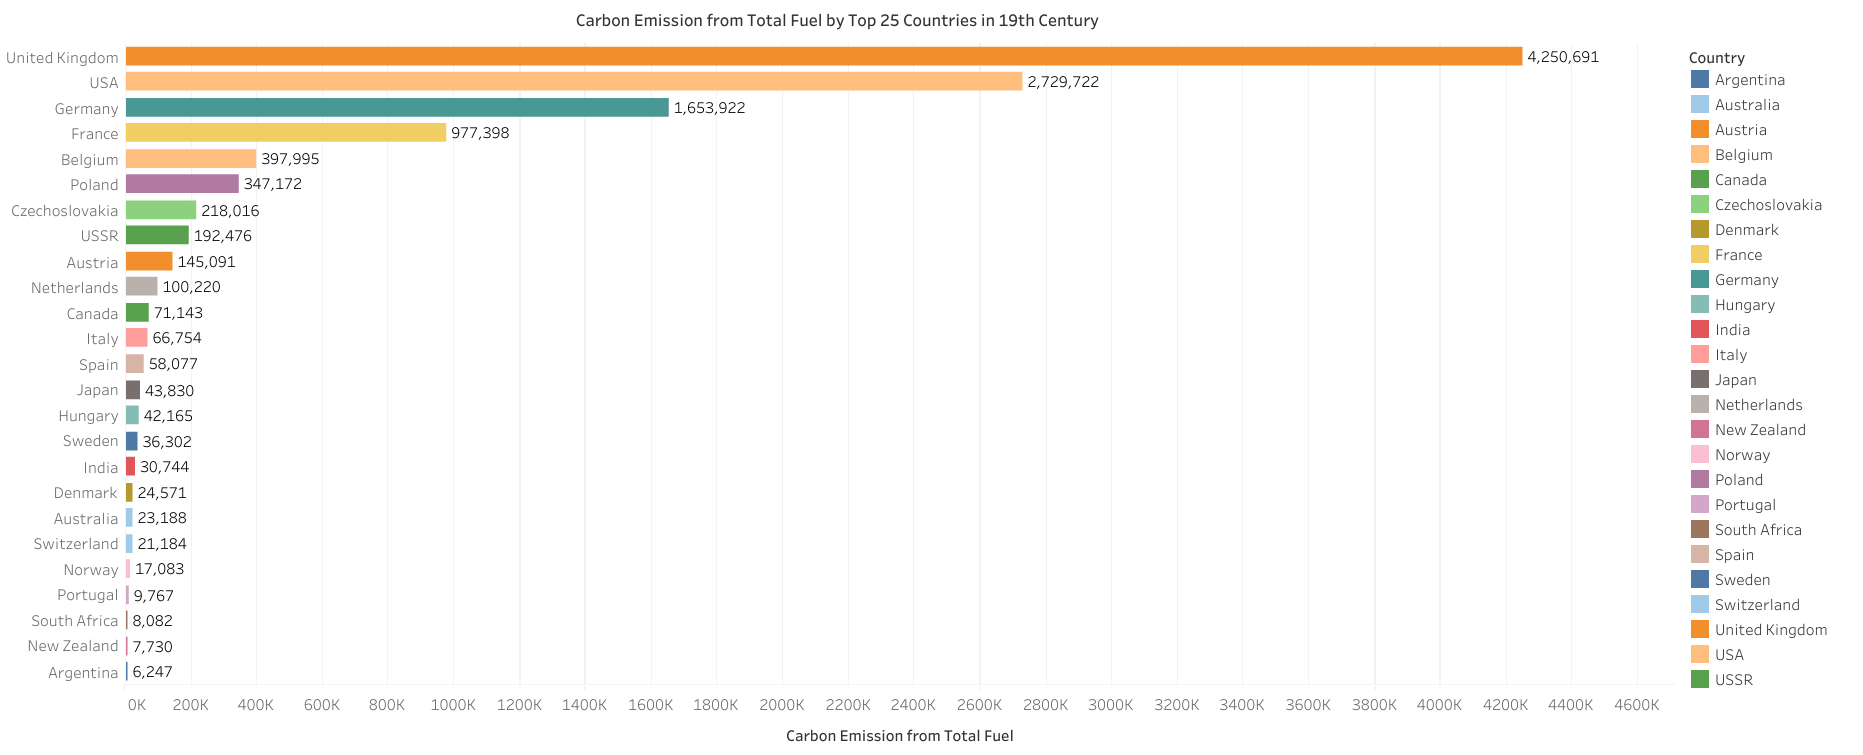 Carbon Emission from Total Fuel by Top 25 Countries in 19th Century
United Kingdom 4,250,691
USA 2,729,722
Germany 1,653,922
France 977,398
Belgium 397,995
Poland 347,172
Czechoslovakia 218,016
USSR 192,476
Austria 145,091
Netherlands 100,220
Canada 71,143
Italy 66,754
Spain 58,077
Japan 43,830
Hungary 42,165
Sweden 36,302
India 30,744
Denmark 24,571
Australia 23,188
Switzerland 21,184
Norway 17,083
Portugal 9,767
South Africa 8,082
New Zealand 7,730
Argentina 6,247
0K 200K 400K 600K 800K 1000K 1200K 1400K 1600K 1800K 2000K 2200K 2400K 2600K 2800K 3000K 3200K 3400K 3600K 3800K 4000K 4200K 4400K 4600K
Carbon Emission from Total Fuel
Country
Argentina
Australia
Austria
Belgium
Canada
Czechoslovakia
Denmark
France
Germany
Hungary
India
Italy
Japan
Netherlands
New Zealand
Norway
Poland
Portugal
South Africa
Spain
Sweden
Switzerland
United Kingdom
USA
USSR